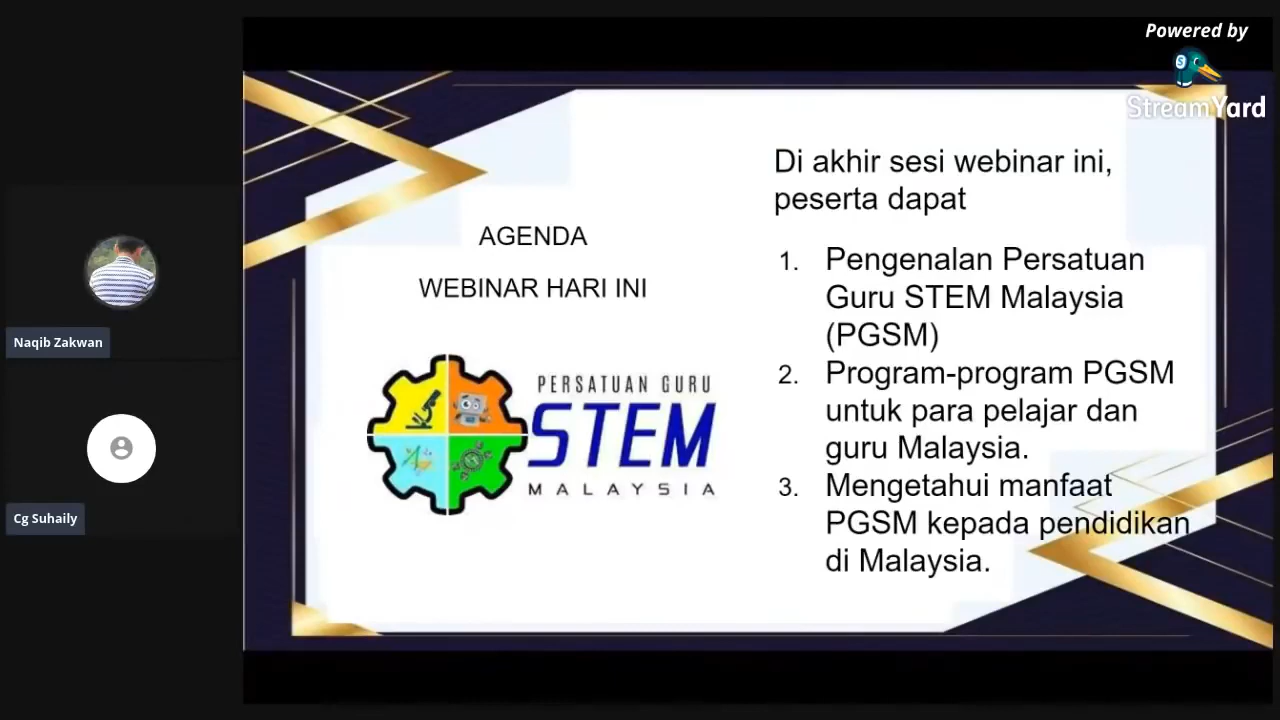 Powered by
StreamYard
Di akhir sesi webinar ini,
peserta dapat
AGENDA
WEBINAR HARI INI
1. Pengenalan Persatuan
Guru STEM Malaysia
(PGSM)
2. Program-program PGSM
untuk para pelajar dan
guru Malaysia.
3. Mengetahui manfaat
PGSM kepada pendidikan
di Malaysia.
PERSATUAN GURU
STEM
MALAYSIA
Naqib Zakwan
Cg Suhaily